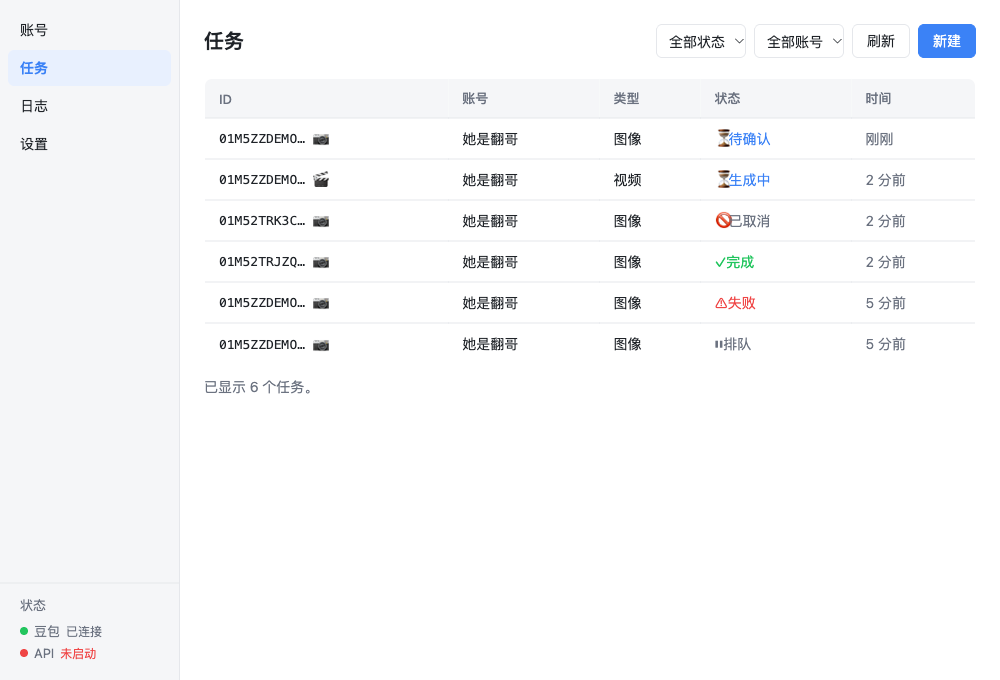 账号
任务
日志
设置
任务
全部状态 全部账号 刷新 新建
ID 账号 类型 状态 时间
01M5ZZDEMO… 她是翻哥 图像 待确认 刚刚
01M5ZZDEMO… 她是翻哥 视频 生成中 2 分前
01M52TRK3C… 她是翻哥 图像 已取消 2 分前
01M52TRJZQ… 她是翻哥 图像 完成 2 分前
01M5ZZDEMO… 她是翻哥 图像 失败 5 分前
01M5ZZDEMO… 她是翻哥 图像 排队 5 分前
已显示 6 个任务。
状态
豆包 已连接
API 未启动